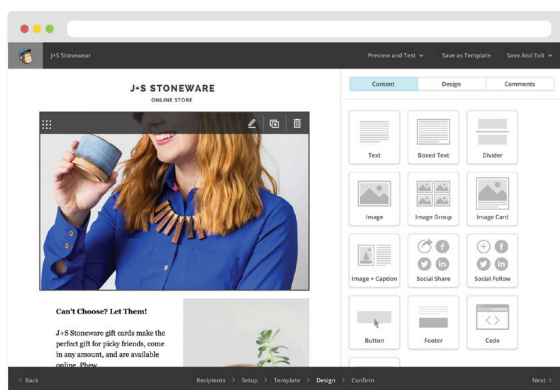 J+S Stonewear
Preview and Test
Save as Template
Save And Exit
J+S STONEWARE
ONLINE STORE
Content
Design
Comments
Text
Boxed Text
Divider
Image
Image Group
Image Card
Image + Caption
Social Share
Social Follow
Button
Footer
Code
Can't Choose? Let Them!
J+S Stoneware gift cards make the
perfect gift for picky friends, come
in any amount, and are available
online. Phew.
< Back
Recipients > Setup > Template > Design > Confirm
Next >